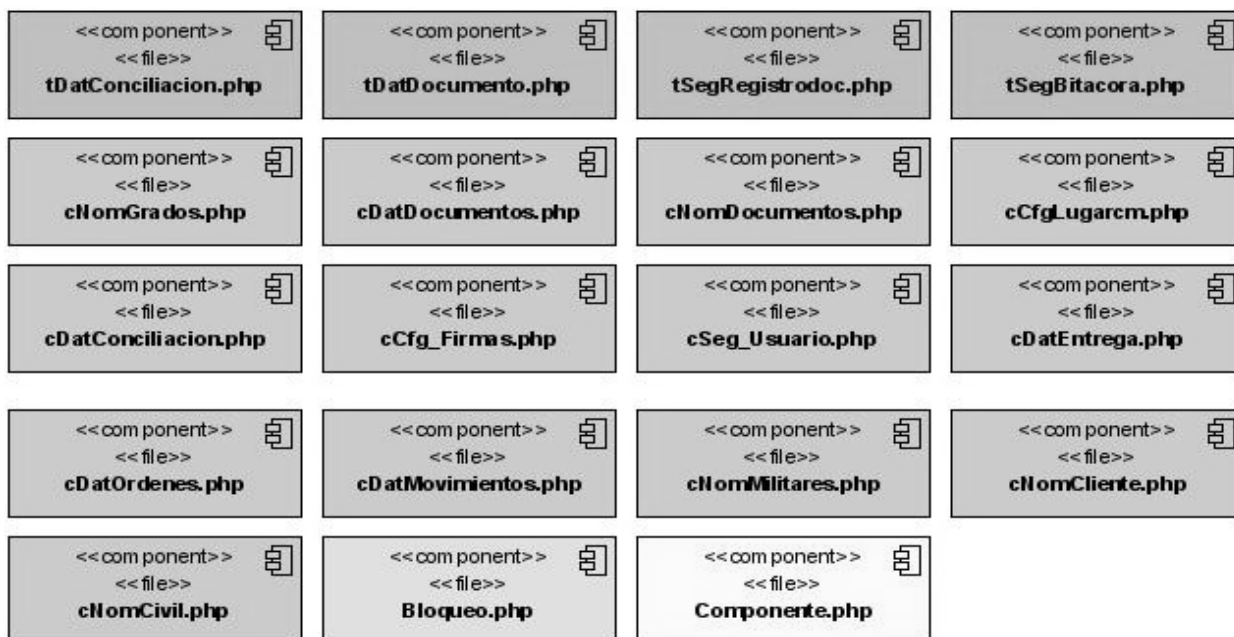 <<component>>
<<file>>
tDatConciliacion.php
<<component>>
<<file>>
tDatDocumento.php
<<component>>
<<file>>
tSegRegistrodoc.php
<<component>>
<<file>>
tSegBitacora.php
<<component>>
<<file>>
cNomGrados.php
<<component>>
<<file>>
cDatDocumentos.php
<<component>>
<<file>>
cNomDocumentos.php
<<component>>
<<file>>
cCfgLugarcm.php
<<component>>
<<file>>
cDatConciliacion.php
<<component>>
<<file>>
cCfg_Firmas.php
<<component>>
<<file>>
cSeg_Usuario.php
<<component>>
<<file>>
cDatEntrega.php
<<component>>
<<file>>
cDatOrdenes.php
<<component>>
<<file>>
cDatMovimientos.php
<<component>>
<<file>>
cNomMilitares.php
<<component>>
<<file>>
cNomCliente.php
<<component>>
<<file>>
cNomCivil.php
<<component>>
<<file>>
Bloqueo.php
<<component>>
<<file>>
Componente.php